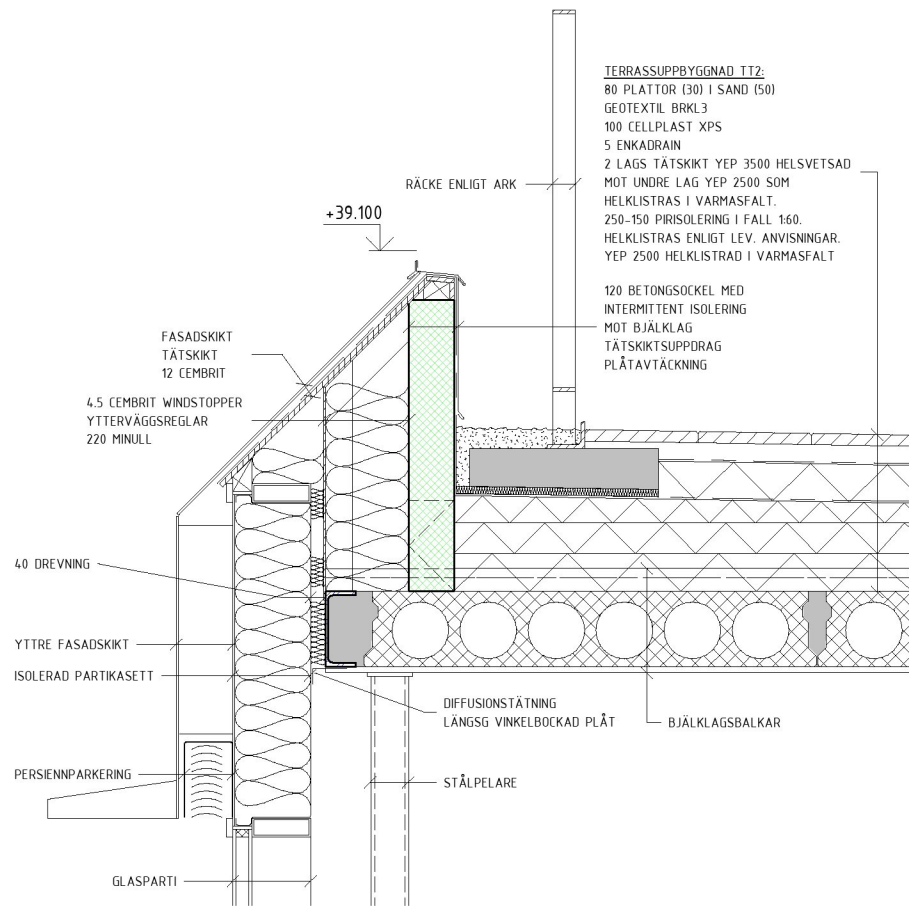 TERRASSUPPBYGGNAD TT2:
80 PLATTOR (30) I SAND (50)
GEOTEXTIL BRKL3
100 CELLPLAST XPS
5 ENKADRAIN
2 LAGS TÄTSKIKT YEP 3500 HELSVETSAD
MOT UNDRE LAG YEP 2500 SOM
HELKLISTRAS I VARMASFALT.
250-150 PIRISOLERING I FALL 1:60.
HELKLISTRAS ENLIGT LEV. ANVISNINGAR.
YEP 2500 HELKLISTRAD I VARMASFALT
RÄCKE ENLIGT ARK
+39.100
120 BETONGSOCKEL MED
INTERMITTENT ISOLERING
MOT BJÄLKLAG
TÄTSKIKTSUPPDRAG
PLÅTAVTÄCKNING
FASADSKIKT
TÄTSKIKT
12 CEMBRIT
4.5 CEMBRIT WINDSTOPPER
YTTERVÄGGSREGLAR
220 MINULL
40 DREVNING
YTTRE FASADSKIKT
ISOLERAD PARTIKASETT
DIFFUSIONSTÄTNING
LÄNGSG VINKELBOCKAD PLÅT
BJÄLKLAGSBALKAR
PERSIENNPARKERING
STÅLPELARE
GLASPARTI